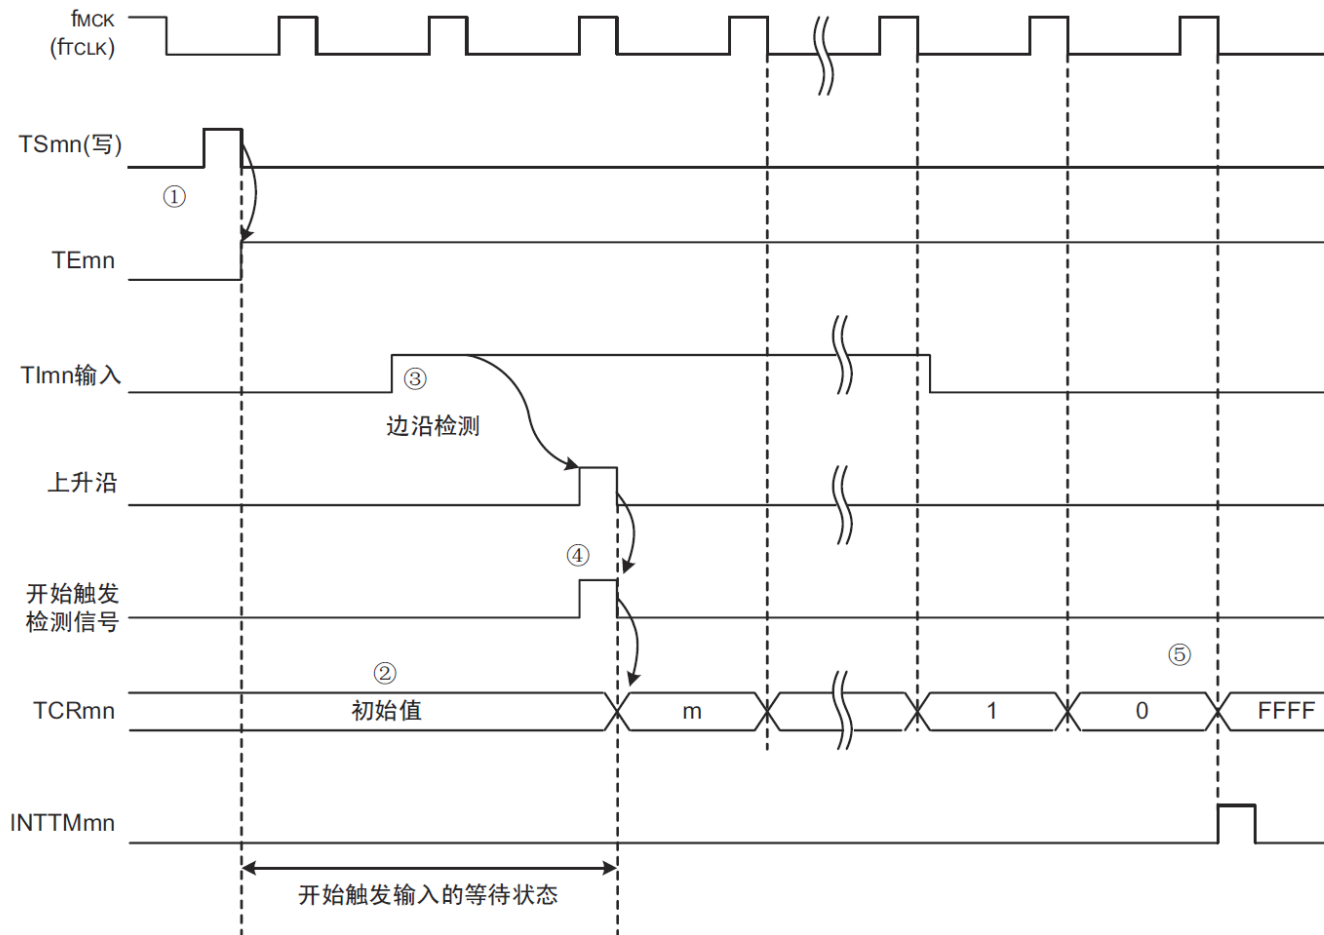 fMCK
(fTCLK)
TSmn(写)
①
TEmn
TImn输入
③
边沿检测
上升沿
④
开始触发
检测信号
②
⑤
TCRmn
初始值
m
1
0
FFFF
INTTMmn
开始触发输入的等待状态